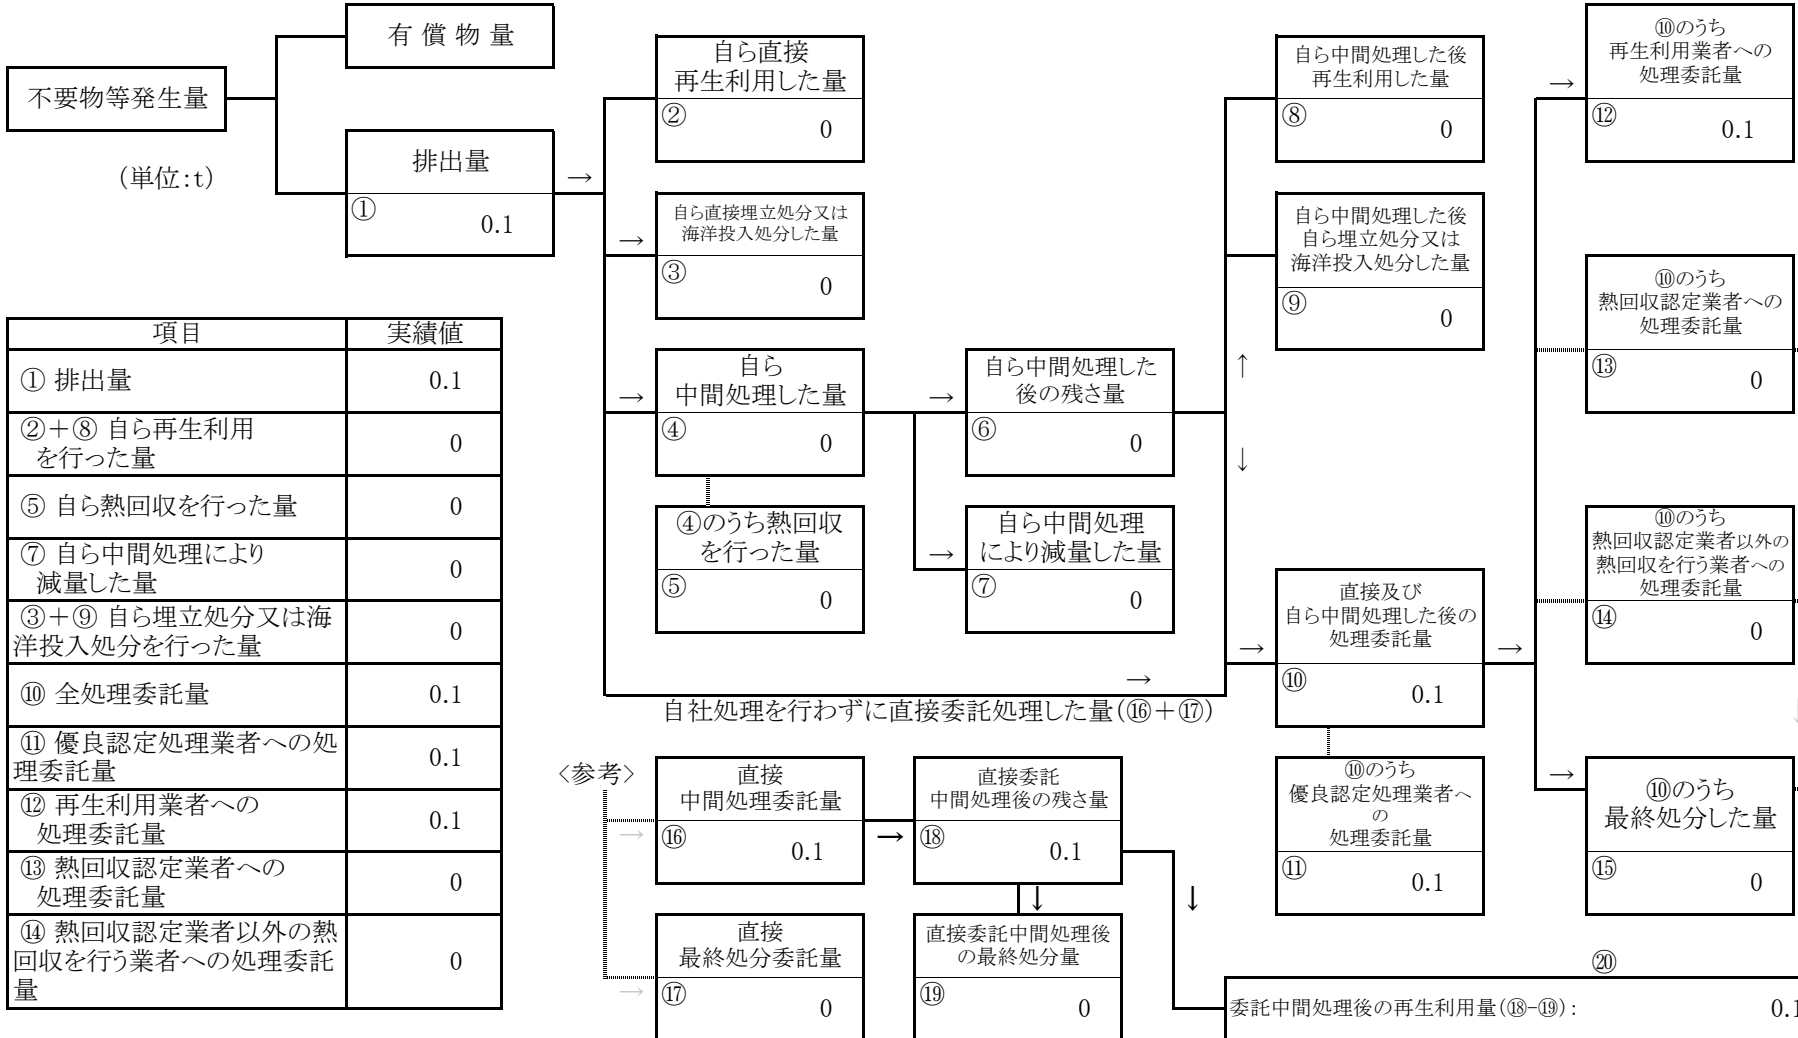 有 償 物 量
不要物等発生量
(単位:t)
排出量
①
0.1
→
自ら直接
再生利用した量
②
0
→
自ら直接埋立処分又は
海洋投入処分した量
③
0
→
自ら
中間処理した量
④
0
④のうち熱回収
を行った量
⑤
0
→
自ら中間処理した
後の残さ量
⑥
0
→
自ら中間処理
により減量した量
⑦
0
自ら中間処理した後
再生利用した量
⑧
0
自ら中間処理した後
自ら埋立処分又は
海洋投入処分した量
⑨
0
↑
↓
→
自社処理を行わずに直接委託処理した量(⑯+⑰)
→
直接及び
自ら中間処理した後の
処理委託量
⑩
0.1
→
⑩のうち
優良認定処理業者へ
の
処理委託量
⑪
0.1
→
⑩のうち
再生利用業者への
処理委託量
⑫
0.1
⑩のうち
熱回収認定業者への
処理委託量
⑬
0
⑩のうち
熱回収認定業者以外の
熱回収を行う業者への
処理委託量
⑭
0
→
⑩のうち
最終処分した量
⑮
0
項目 実績値
① 排出量 0.1
②+⑧ 自ら再生利用
を行った量 0
⑤ 自ら熱回収を行った量 0
⑦ 自ら中間処理により
減量した量 0
③+⑨ 自ら埋立処分又は海
洋投入処分を行った量 0
⑩ 全処理委託量 0.1
⑪ 優良認定処理業者への処
理委託量 0.1
⑫ 再生利用業者への
処理委託量 0.1
⑬ 熱回収認定業者への
処理委託量 0
⑭ 熱回収認定業者以外の熱
回収を行う業者への処理委託
量 0
<参考>
→
直接
中間処理委託量
⑯
0.1
→
直接委託
中間処理後の残さ量
⑱
0.1
↓
↓
→
直接
最終処分委託量
⑰
0
直接委託中間処理後
の最終処分量
⑲
0
⑳
委託中間処理後の再生利用量(⑱-⑲): 0.1